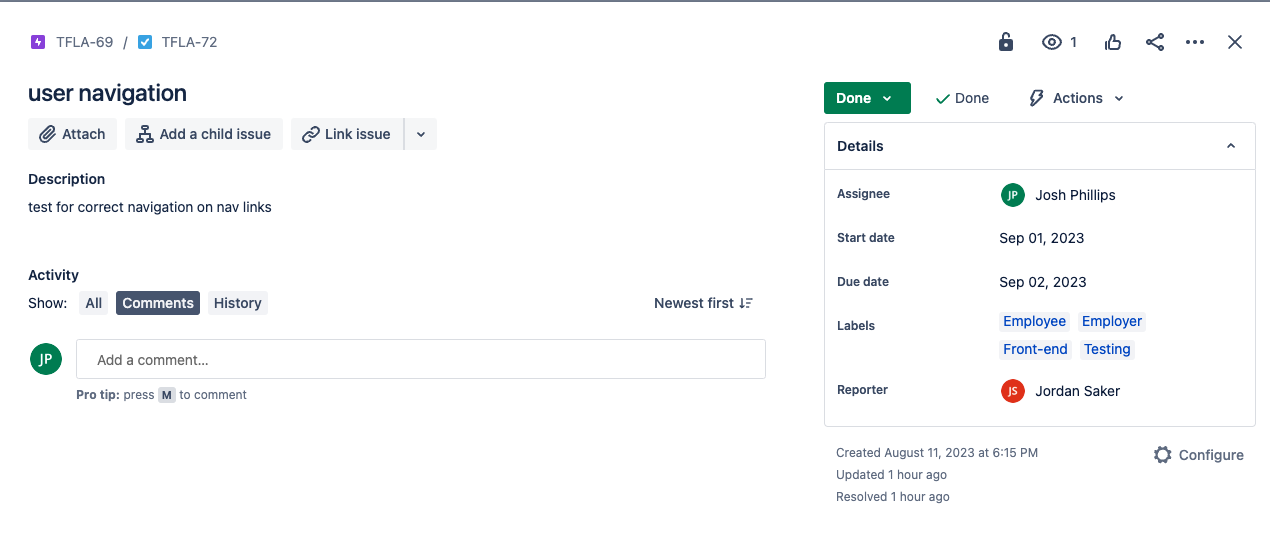 TFLA-69 / TFLA-72
1
user navigation
Attach
Add a child issue
Link issue
Description
test for correct navigation on nav links
Activity
Show: All Comments History
Newest first
JP
Add a comment...
Pro tip: press M to comment
Done
Done
Actions
Details
Assignee
JP Josh Phillips
Start date
Sep 01, 2023
Due date
Sep 02, 2023
Labels
Employee Employer
Front-end Testing
Reporter
JS Jordan Saker
Created August 11, 2023 at 6:15 PM
Updated 1 hour ago
Resolved 1 hour ago
Configure